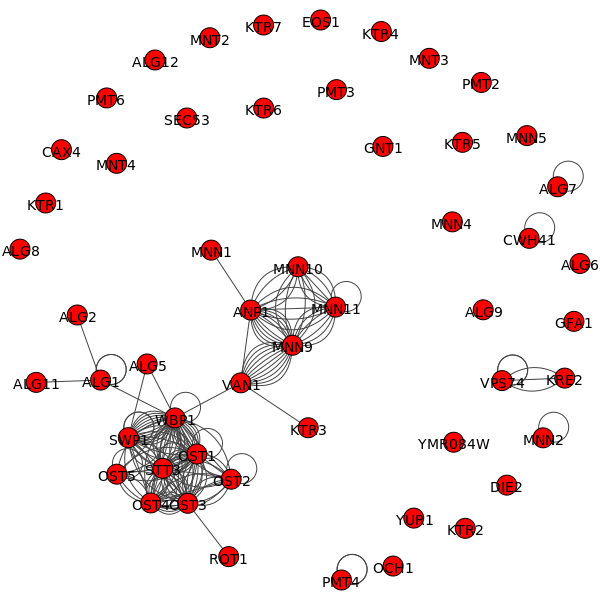 EOS1
KTR7
KTR4
MNT2
MNT3
ALG12
PMT2
PMT3
PMT6
KTR6
SEC53
MNN5
KTR5
GNT1
CAX4
MNT4
ALG7
KTR1
MNN4
CWH41
ALG8
MNN1
ALG6
MNN10
MNN11
ANP1
ALG9
ALG2
GFA1
MNN9
ALG5
ALG11
ALG1
VAN1
VPS74
KRE2
WBP1
KTR3
SWP1
MNN2
YMR084W
OST1
STT3
OST5
OST2
DIE2
OST4
OST3
YUR1
KTR2
ROT1
OCH1
PMT4